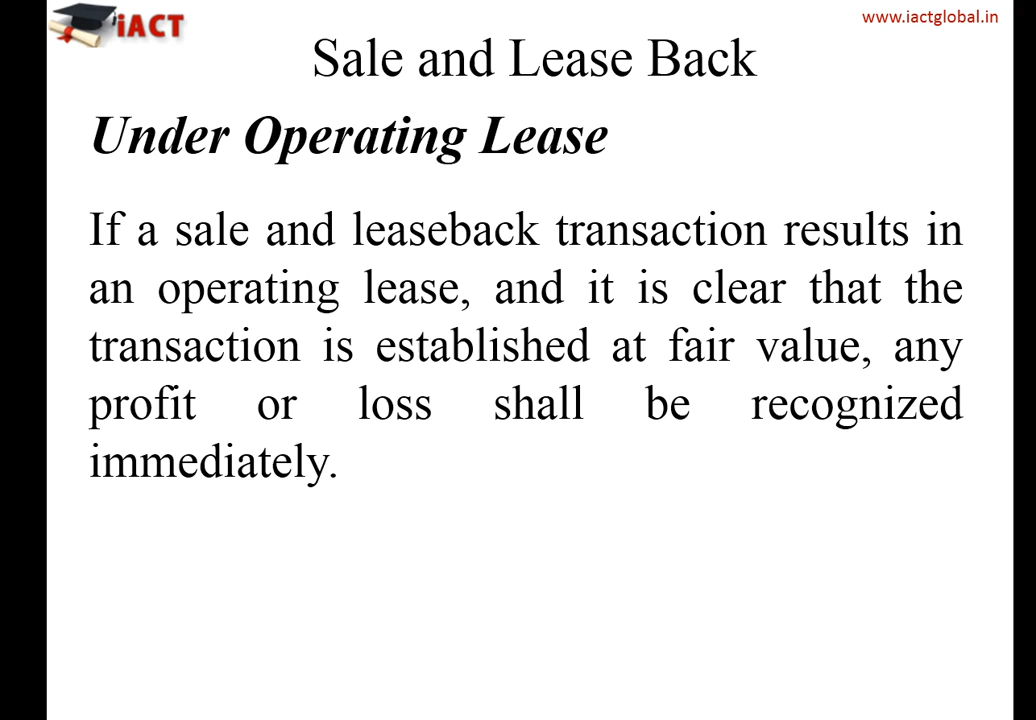 iACT
www.iactglobal.in
Sale and Lease Back
Under Operating Lease
If a sale and leaseback transaction results in
an operating lease, and it is clear that the
transaction is established at fair value, any
profit or loss shall be recognized
immediately.